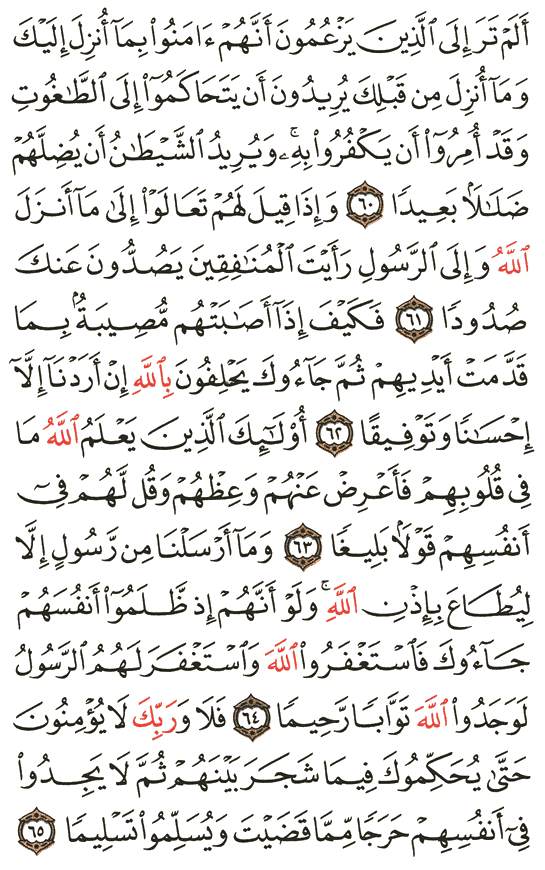 أَلَمْ تَرَ إِلَى ٱلَّذِينَ يَزْعُمُونَ أَنَّهُمْ ءَامَنُوا۟ بِمَآ أُنزِلَ إِلَيْكَ
وَمَآ أُنزِلَ مِن قَبْلِكَ يُرِيدُونَ أَن يَتَحَاكَمُوٓا۟ إِلَى ٱلطَّـٰغُوتِ
وَقَدْ أُمِرُوٓا۟ أَن يَكْفُرُوا۟ بِهِۦۚ وَيُرِيدُ ٱلشَّيْطَـٰنُ أَن يُضِلَّهُمْ
ضَلَـٰلًۢا بَعِيدًا ٦٠ وَإِذَا قِيلَ لَهُمْ تَعَالَوْا۟ إِلَىٰ مَآ أَنزَلَ
ٱللَّهُ وَإِلَى ٱلرَّسُولِ رَأَيْتَ ٱلْمُنَـٰفِقِينَ يَصُدُّونَ عَنكَ
صُدُودًا ٦١ فَكَيْفَ إِذَآ أَصَـٰبَتْهُم مُّصِيبَةٌۢ بِمَا
قَدَّمَتْ أَيْدِيهِمْ ثُمَّ جَآءُوكَ يَحْلِفُونَ بِٱللَّهِ إِنْ أَرَدْنَآ إِلَّآ
إِحْسَـٰنًا وَتَوْفِيقًا ٦٢ أُو۟لَـٰٓئِكَ ٱلَّذِينَ يَعْلَمُ ٱللَّهُ مَا
فِى قُلُوبِهِمْ فَأَعْرِضْ عَنْهُمْ وَعِظْهُمْ وَقُل لَّهُمْ فِىٓ
أَنفُسِهِمْ قَوْلًۢا بَلِيغًا ٦٣ وَمَآ أَرْسَلْنَا مِن رَّسُولٍ إِلَّا
لِيُطَاعَ بِإِذْنِ ٱللَّهِۚ وَلَوْ أَنَّهُمْ إِذ ظَّلَمُوٓا۟ أَنفُسَهُمْ
جَآءُوكَ فَٱسْتَغْفَرُوا۟ ٱللَّهَ وَٱسْتَغْفَرَ لَهُمُ ٱلرَّسُولُ
لَوَجَدُوا۟ ٱللَّهَ تَوَّابًا رَّحِيمًا ٦٤ فَلَا وَرَبِّكَ لَا يُؤْمِنُونَ
حَتَّىٰ يُحَكِّمُوكَ فِيمَا شَجَرَ بَيْنَهُمْ ثُمَّ لَا يَجِدُوا۟
فِىٓ أَنفُسِهِمْ حَرَجًا مِّمَّا قَضَيْتَ وَيُسَلِّمُوا۟ تَسْلِيمًا ٦٥